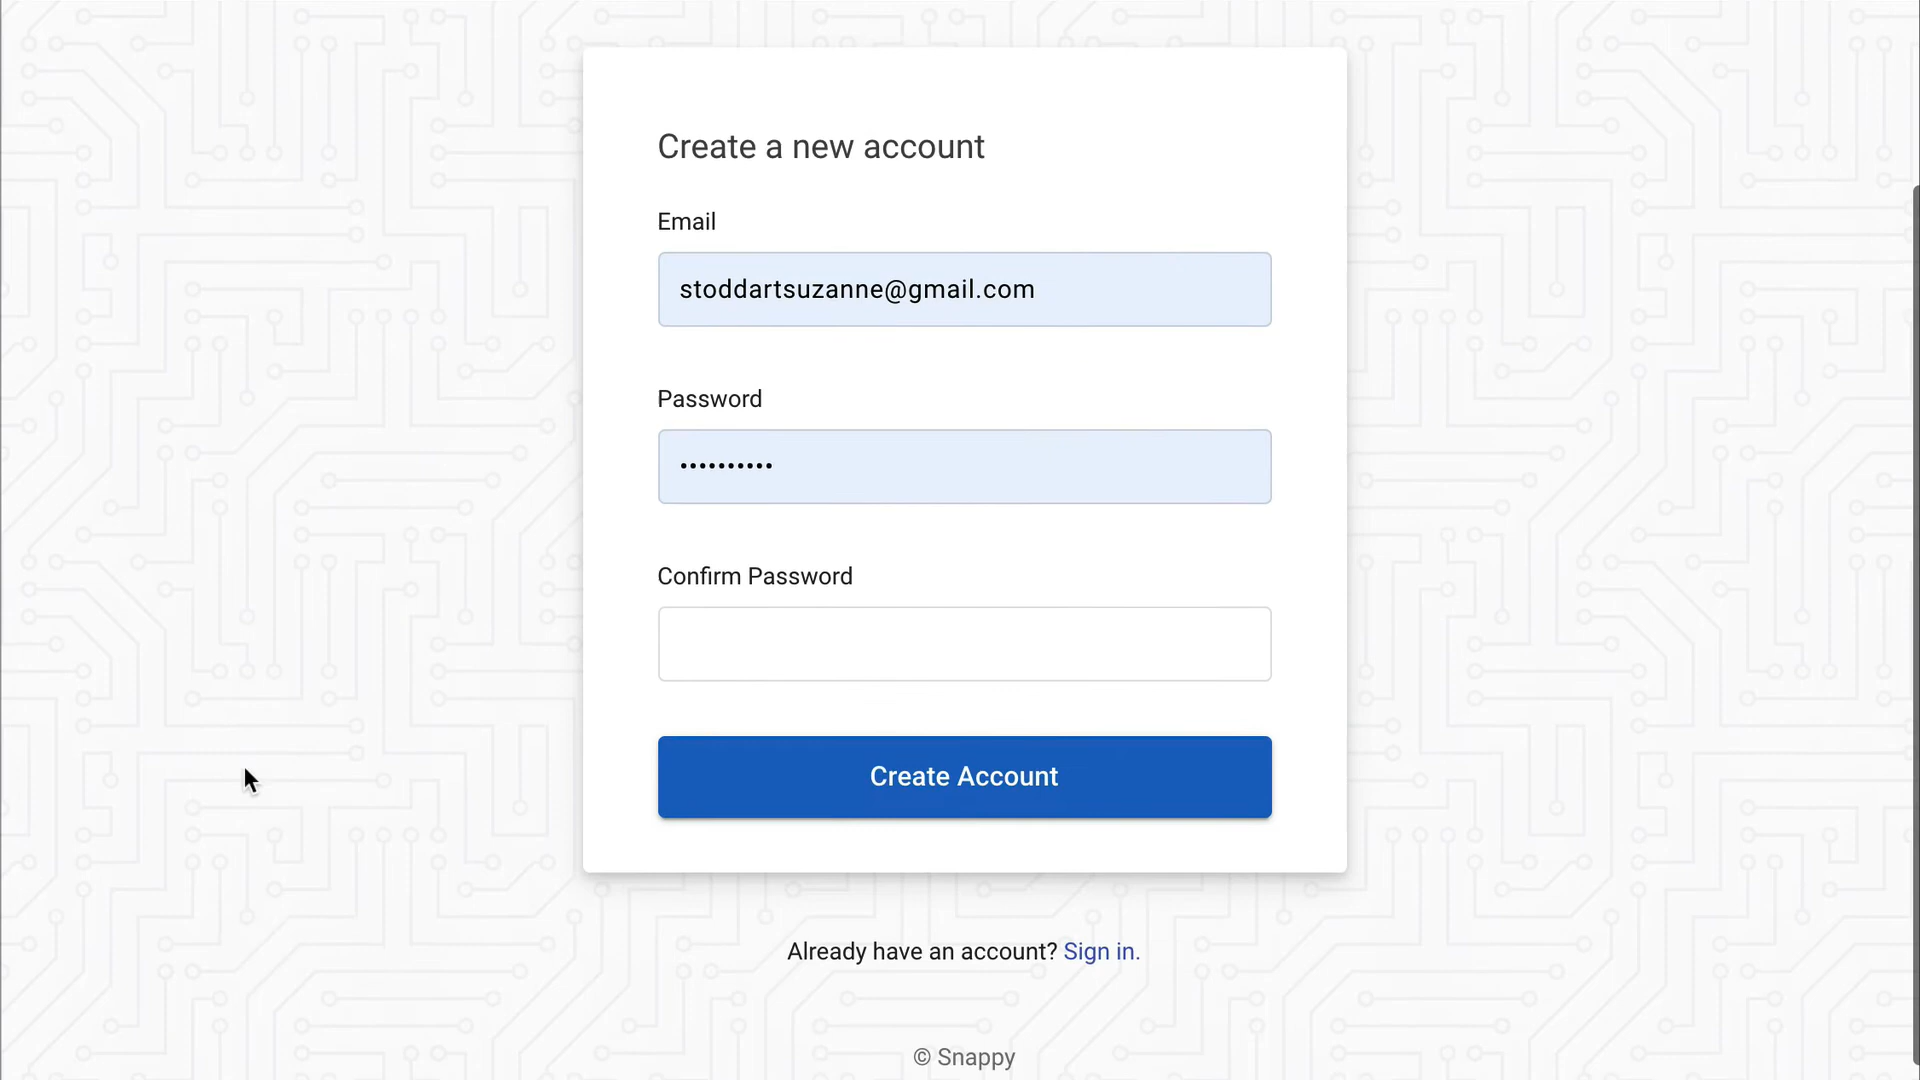 Create a new account
Email
stoddartsuzanne@gmail.com
Password
••••••••••
Confirm Password
Create Account
Already have an account? Sign in.
© Snappy